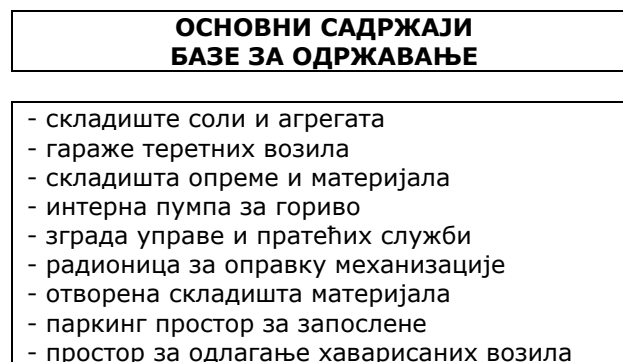 ОСНОВНИ САДРЖАЈИ
БАЗЕ ЗА ОДРЖАВАЊЕ
- складиште соли и агрегата
- гараже теретних возила
- складишта опреме и материјала
- интерна пумпа за гориво
- зграда управе и пратећих служби
- радионица за оправку механизације
- отворена складишта материјала
- паркинг простор за запослене
- простор за одлагање хаварисаних возила